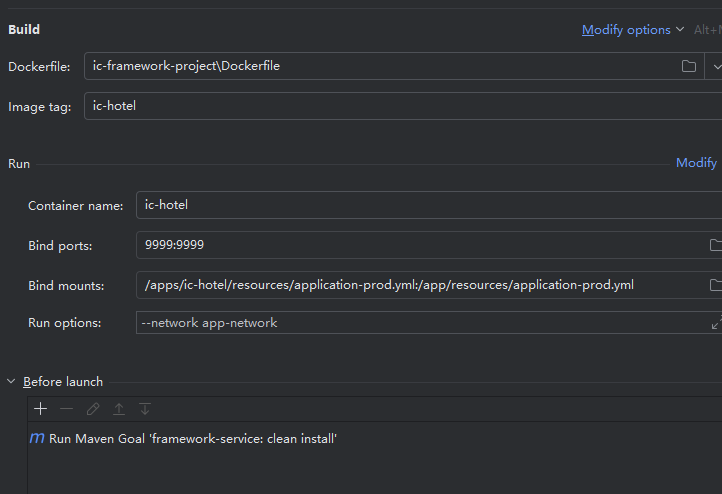 Build
Modify options
Dockerfile: ic-framework-project\Dockerfile
Image tag: ic-hotel
Run
Modify
Container name: ic-hotel
Bind ports: 9999:9999
Bind mounts: /apps/ic-hotel/resources/application-prod.yml:/app/resources/application-prod.yml
Run options: --network app-network
Before launch
m Run Maven Goal 'framework-service: clean install'